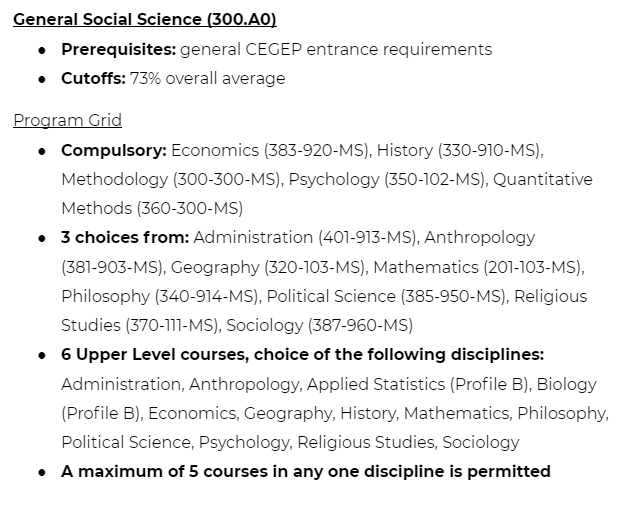 General Social Science (300.A0)
● Prerequisites: general CEGEP entrance requirements
● Cutoffs: 73% overall average
Program Grid
● Compulsory: Economics (383-920-MS), History (330-910-MS),
Methodology (300-300-MS), Psychology (350-102-MS), Quantitative
Methods (360-300-MS)
● 3 choices from: Administration (401-913-MS), Anthropology
(381-903-MS), Geography (320-103-MS), Mathematics (201-103-MS),
Philosophy (340-914-MS), Political Science (385-950-MS), Religious
Studies (370-111-MS), Sociology (387-960-MS)
● 6 Upper Level courses, choice of the following disciplines:
Administration, Anthropology, Applied Statistics (Profile B), Biology
(Profile B), Economics, Geography, History, Mathematics, Philosophy,
Political Science, Psychology, Religious Studies, Sociology
● A maximum of 5 courses in any one discipline is permitted